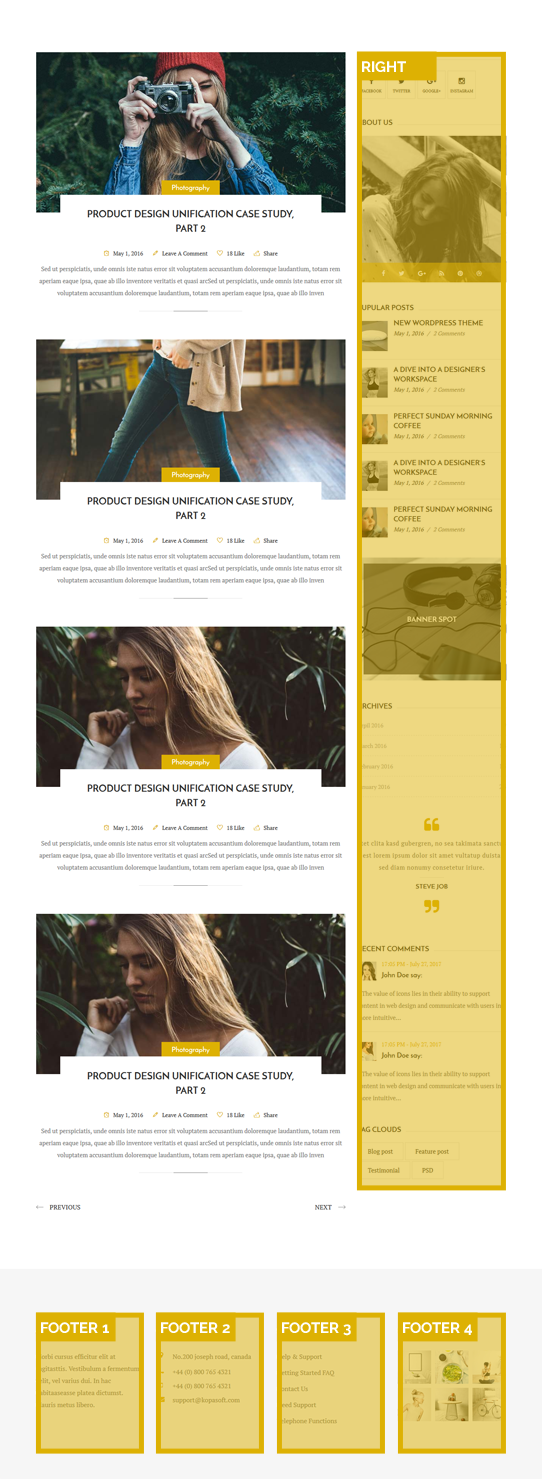 Photography
PRODUCT DESIGN UNIFICATION CASE STUDY,
PART 2
May 1, 2016 Leave A Comment 18 Like Share
Sed ut perspiciatis, unde omnis iste natus error sit voluptatem accusantium doloremque laudantium, totam rem
aperiam eaque ipsa, quae ab illo inventore veritatis et quasi arcSed ut perspiciatis, unde omnis iste natus error sit
voluptatem accusantium doloremque laudantium, totam rem aperiam eaque ipsa, quae ab illo inven
Photography
PRODUCT DESIGN UNIFICATION CASE STUDY,
PART 2
May 1, 2016 Leave A Comment 18 Like Share
Sed ut perspiciatis, unde omnis iste natus error sit voluptatem accusantium doloremque laudantium, totam rem
aperiam eaque ipsa, quae ab illo inventore veritatis et quasi arcSed ut perspiciatis, unde omnis iste natus error sit
voluptatem accusantium doloremque laudantium, totam rem aperiam eaque ipsa, quae ab illo inven
Photography
PRODUCT DESIGN UNIFICATION CASE STUDY,
PART 2
May 1, 2016 Leave A Comment 18 Like Share
Sed ut perspiciatis, unde omnis iste natus error sit voluptatem accusantium doloremque laudantium, totam rem
aperiam eaque ipsa, quae ab illo inventore veritatis et quasi arcSed ut perspiciatis, unde omnis iste natus error sit
voluptatem accusantium doloremque laudantium, totam rem aperiam eaque ipsa, quae ab illo inven
Photography
PRODUCT DESIGN UNIFICATION CASE STUDY,
PART 2
May 1, 2016 Leave A Comment 18 Like Share
Sed ut perspiciatis, unde omnis iste natus error sit voluptatem accusantium doloremque laudantium, totam rem
aperiam eaque ipsa, quae ab illo inventore veritatis et quasi arcSed ut perspiciatis, unde omnis iste natus error sit
voluptatem accusantium doloremque laudantium, totam rem aperiam eaque ipsa, quae ab illo inven
PREVIOUS NEXT
RIGHT
ACEBOOK TWITTER GOOGLE+ INSTAGRAM
BOUT US
UPULAR POSTS
NEW WORDPRESS THEME
May 1, 2016 / 2 Comments
A DIVE INTO A DESIGNER'S
WORKSPACE
May 1, 2016 / 2 Comments
PERFECT SUNDAY MORNING
COFFEE
May 1, 2016 / 2 Comments
A DIVE INTO A DESIGNER'S
WORKSPACE
May 1, 2016 / 2 Comments
PERFECT SUNDAY MORNING
COFFEE
May 1, 2016 / 2 Comments
BANNER SPOT
RCHIVES
pril 2016
arch 2016
bruary 2016
nuary 2016
et clita kasd gubergren, no sea takimata sancts
est lorem ipsum dolor sit amet voluptup duista
sed diam nonumy consetetur iriure.
STEVE JOB
ECENT COMMENTS
17:05 PM - July 27, 2015
John Doe say:
The value of icons lies in their ability to support
ontent in web design and communicate with users in
ore intuitive...
17:05 PM - July 27, 2015
John Doe say:
The value of icons lies in their ability to support
ontent in web design and communicate with users in
ore intuitive...
AG CLOUDS
Blog post Feature post
Testimonial PSD
FOOTER 1
orbi cursus efficitur elit at
gitasttis. Vestibulum a fermentum
elit, vel varius dui. In hac
bitasseaoe platea dictumst.
auris metus libero.
FOOTER 2
No.200 joseph road, canada
+44 (0) 800 765 4321
+44 (0) 800 765 4321
support@kopasoft.com
FOOTER 3
elp & Support
etting Started FAQ
ontact Us
eed Support
elephone Functions
FOOTER 4